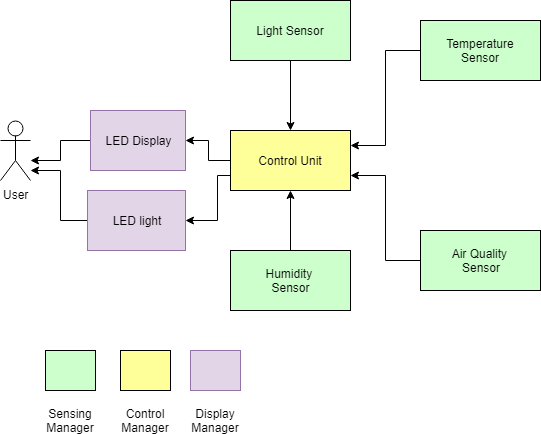 Light Sensor
Temperature
Sensor
LED Display
Control Unit
User
LED light
Air Quality
Sensor
Humidity
Sensor
Sensing
Manager
Control
Manager
Display
Manager